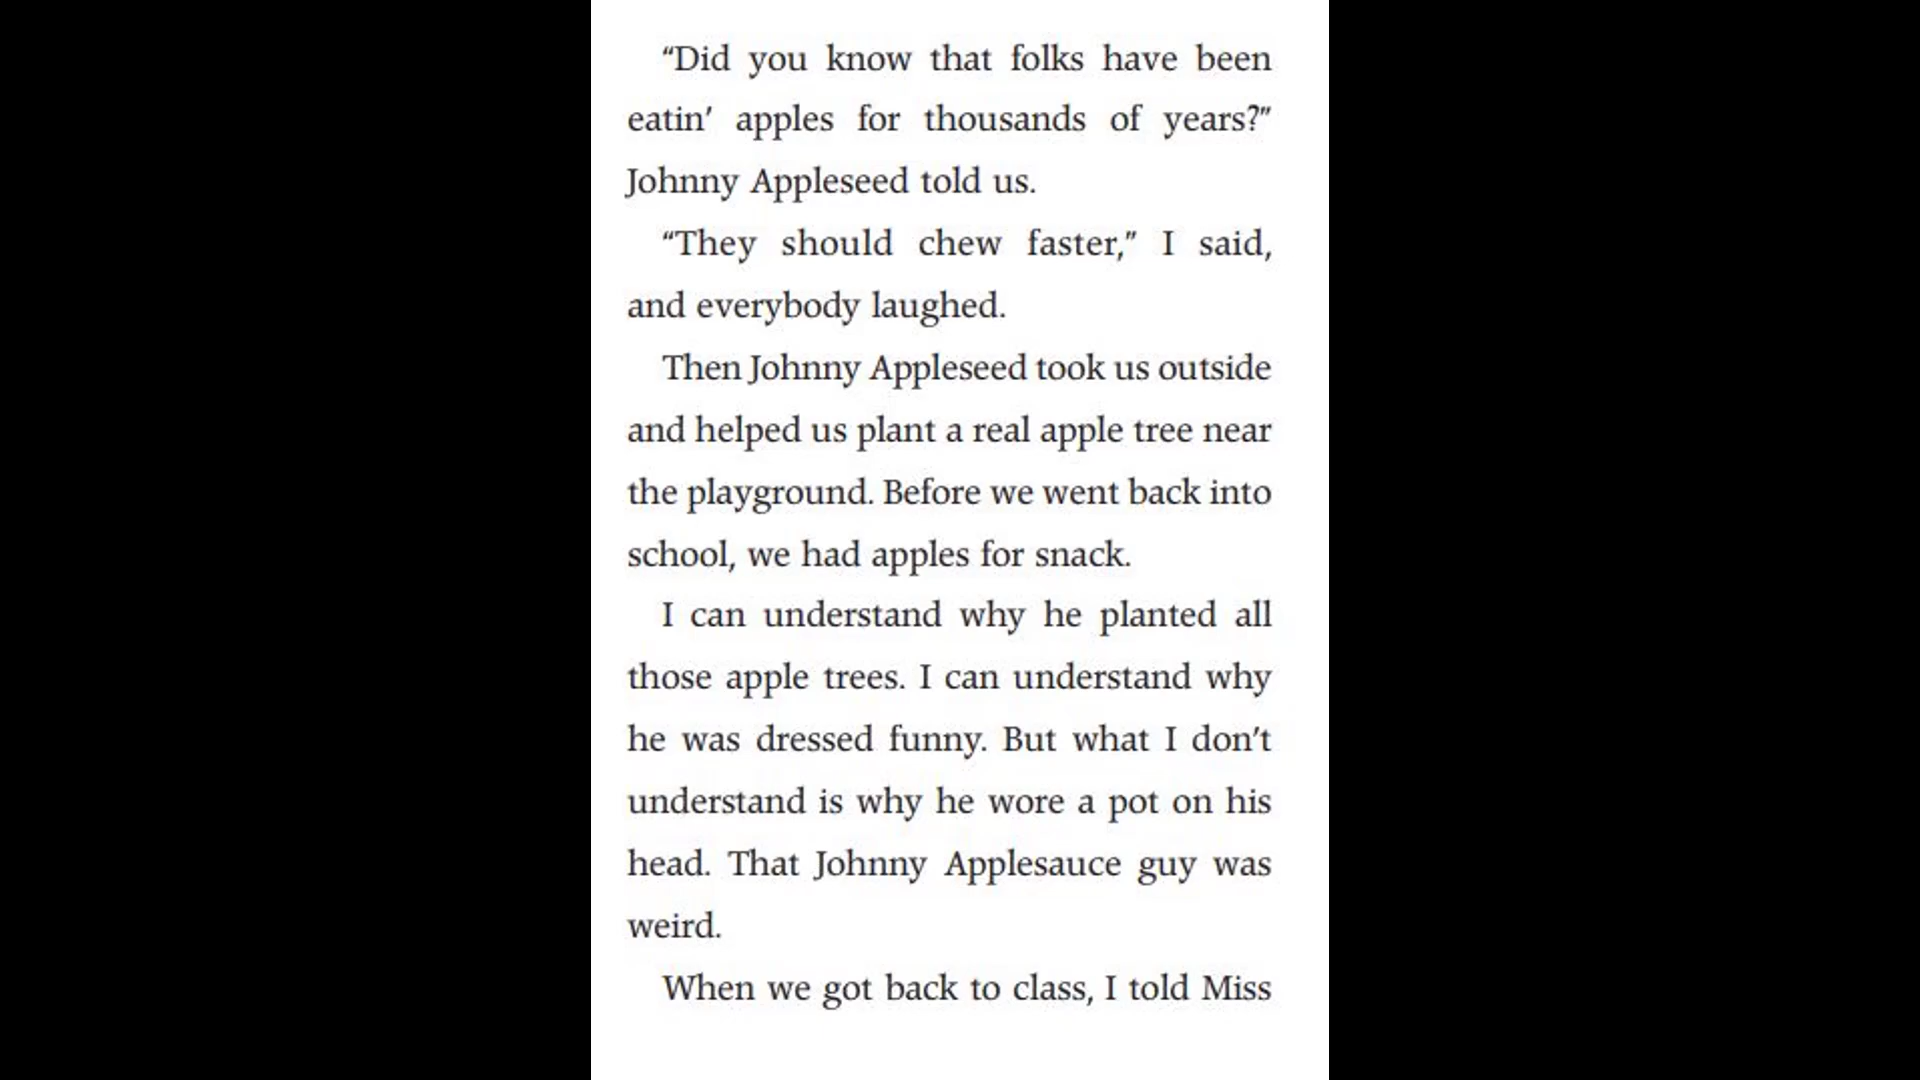 “Did you know that folks have been
eatin’ apples for thousands of years?”
Johnny Appleseed told us.
“They should chew faster,” I said,
and everybody laughed.
Then Johnny Appleseed took us outside
and helped us plant a real apple tree near
the playground. Before we went back into
school, we had apples for snack.
I can understand why he planted all
those apple trees. I can understand why
he was dressed funny. But what I don’t
understand is why he wore a pot on his
head. That Johnny Applesauce guy was
weird.
When we got back to class, I told Miss